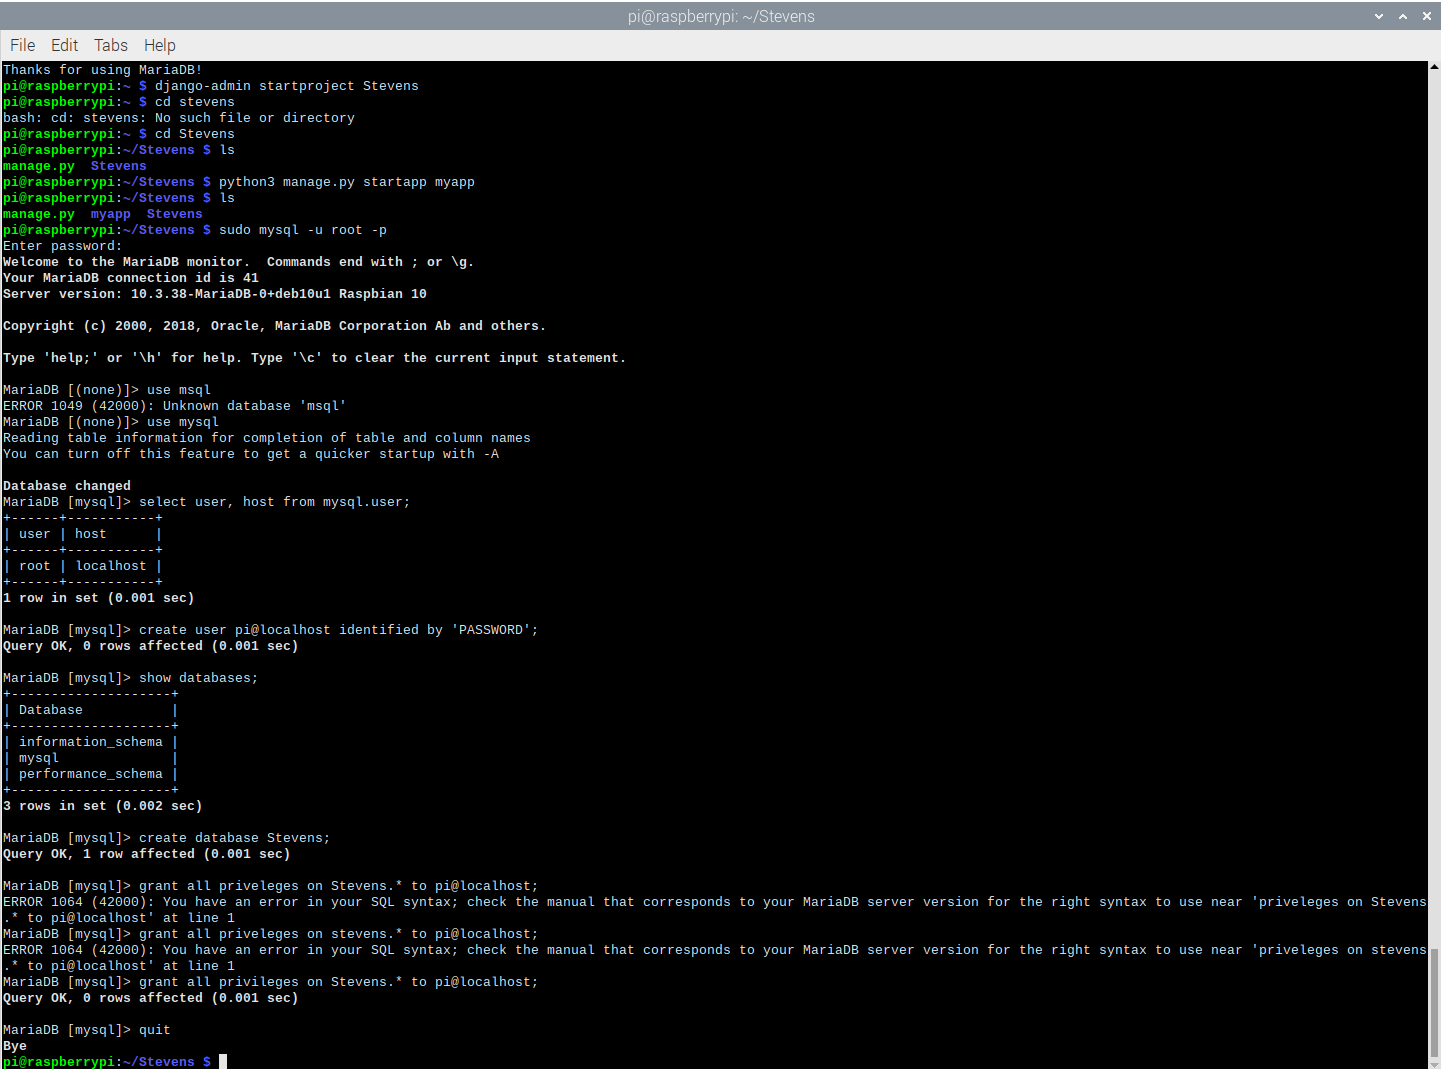 pi@raspberrypi: ~/Stevens
File Edit Tabs Help
Thanks for using MariaDB!
pi@raspberrypi:~ $ django-admin startproject Stevens
pi@raspberrypi:~ $ cd stevens
bash: cd: stevens: No such file or directory
pi@raspberrypi:~ $ cd Stevens
pi@raspberrypi:~/Stevens $ ls
manage.py  Stevens
pi@raspberrypi:~/Stevens $ python3 manage.py startapp myapp
pi@raspberrypi:~/Stevens $ ls
manage.py  myapp  Stevens
pi@raspberrypi:~/Stevens $ sudo mysql -u root -p
Enter password:
Welcome to the MariaDB monitor.  Commands end with ; or \g.
Your MariaDB connection id is 41
Server version: 10.3.38-MariaDB-0+deb10u1 Raspbian 10
Copyright (c) 2000, 2018, Oracle, MariaDB Corporation Ab and others.
Type 'help;' or '\h' for help. Type '\c' to clear the current input statement.
MariaDB [(none)]> use msql
ERROR 1049 (42000): Unknown database 'msql'
MariaDB [(none)]> use mysql
Reading table information for completion of table and column names
You can turn off this feature to get a quicker startup with -A
Database changed
MariaDB [mysql]> select user, host from mysql.user;
+------+-----------+
| user | host      |
+------+-----------+
| root | localhost |
+------+-----------+
1 row in set (0.001 sec)
MariaDB [mysql]> create user pi@localhost identified by 'PASSWORD';
Query OK, 0 rows affected (0.001 sec)
MariaDB [mysql]> show databases;
+--------------------+
| Database           |
+--------------------+
| information_schema |
| mysql              |
| performance_schema |
+--------------------+
3 rows in set (0.002 sec)
MariaDB [mysql]> create database Stevens;
Query OK, 1 row affected (0.001 sec)
MariaDB [mysql]> grant all priveleges on Stevens.* to pi@localhost;
ERROR 1064 (42000): You have an error in your SQL syntax; check the manual that corresponds to your MariaDB server version for the right syntax to use near 'priveleges on Stevens
.* to pi@localhost' at line 1
MariaDB [mysql]> grant all priveleges on stevens.* to pi@localhost;
ERROR 1064 (42000): You have an error in your SQL syntax; check the manual that corresponds to your MariaDB server version for the right syntax to use near 'priveleges on stevens
.* to pi@localhost' at line 1
MariaDB [mysql]> grant all privileges on Stevens.* to pi@localhost;
Query OK, 0 rows affected (0.001 sec)
MariaDB [mysql]> quit
Bye
pi@raspberrypi:~/Stevens $